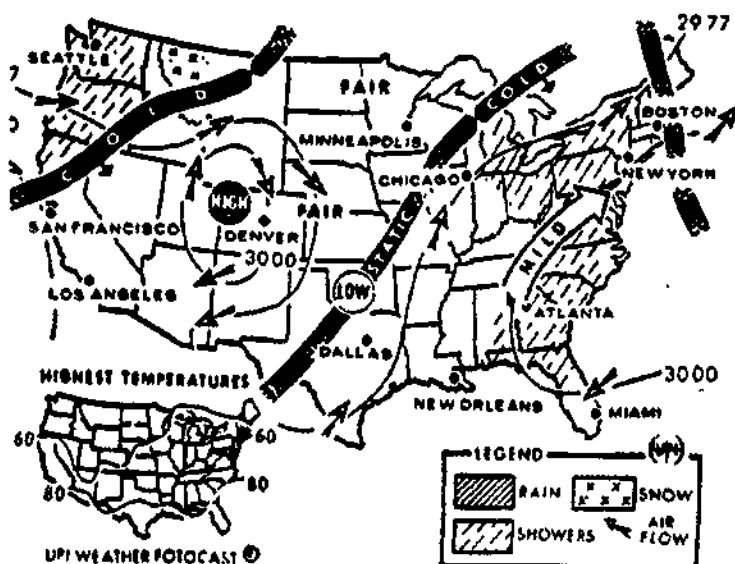 29 77
SEATTLE
7
COLD
FAIR
MINNEAPOLIS
COLD
BOSTON
CHICAGO
NEW YORK
HIGH
FAIR
STATIC
SAN FRANCISCO
DENVER
3000
MILD
LOS ANGELES
LOW
ATLANTA
DALLAS
3000
HIGHEST TEMPERATURES
NEW ORLEANS
MIAMI
60
60
80
80
LEGEND
RAIN
SNOW
SHOWERS
AIR
FLOW
UPI WEATHER FOTOCAST